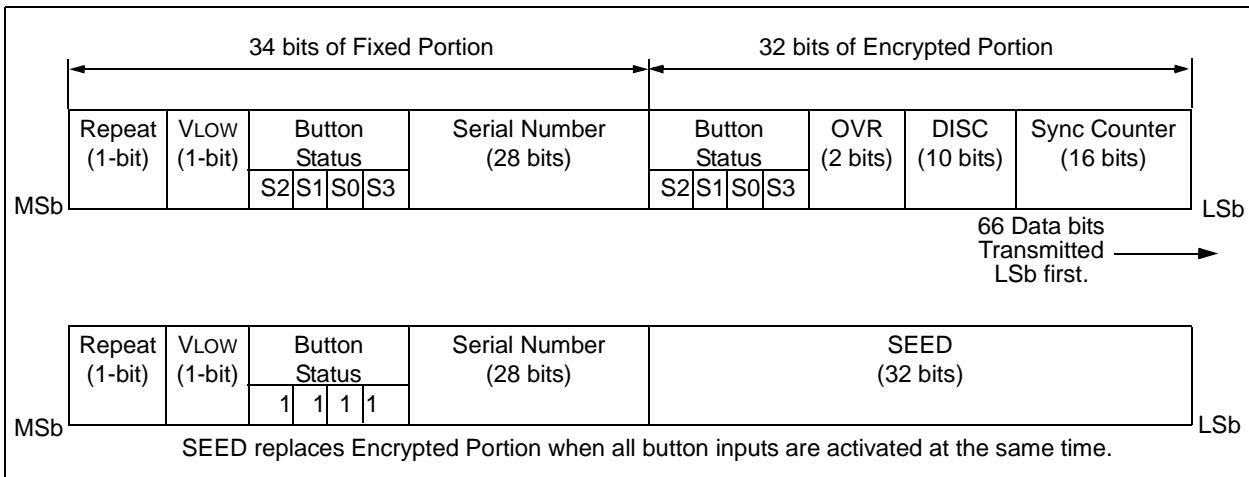 34 bits of Fixed Portion
32 bits of Encrypted Portion
Repeat (1-bit)
VLOW (1-bit)
Button Status
S2 S1 S0 S3
Serial Number (28 bits)
Button Status
S2 S1 S0 S3
OVR (2 bits)
DISC (10 bits)
Sync Counter (16 bits)
MSb
LSb
66 Data bits
Transmitted
LSb first.
Repeat (1-bit)
VLOW (1-bit)
Button Status
1 1 1 1
Serial Number (28 bits)
SEED (32 bits)
MSb
LSb
SEED replaces Encrypted Portion when all button inputs are activated at the same time.